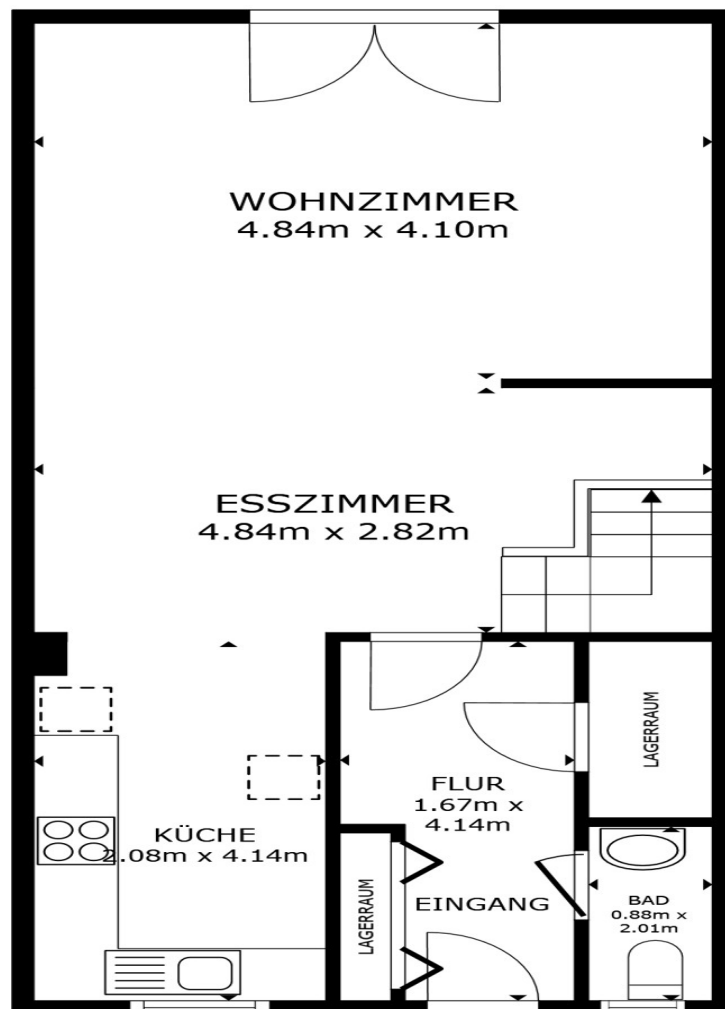 WOHNZIMMER
4.84m x 4.10m
ESSZIMMER
4.84m x 2.82m
LAGERRAUM
FLUR
1.67m x
4.14m
KÜCHE
2.08m x 4.14m
LAGERRAUM
EINGANG
BAD
0.88m x
2.01m